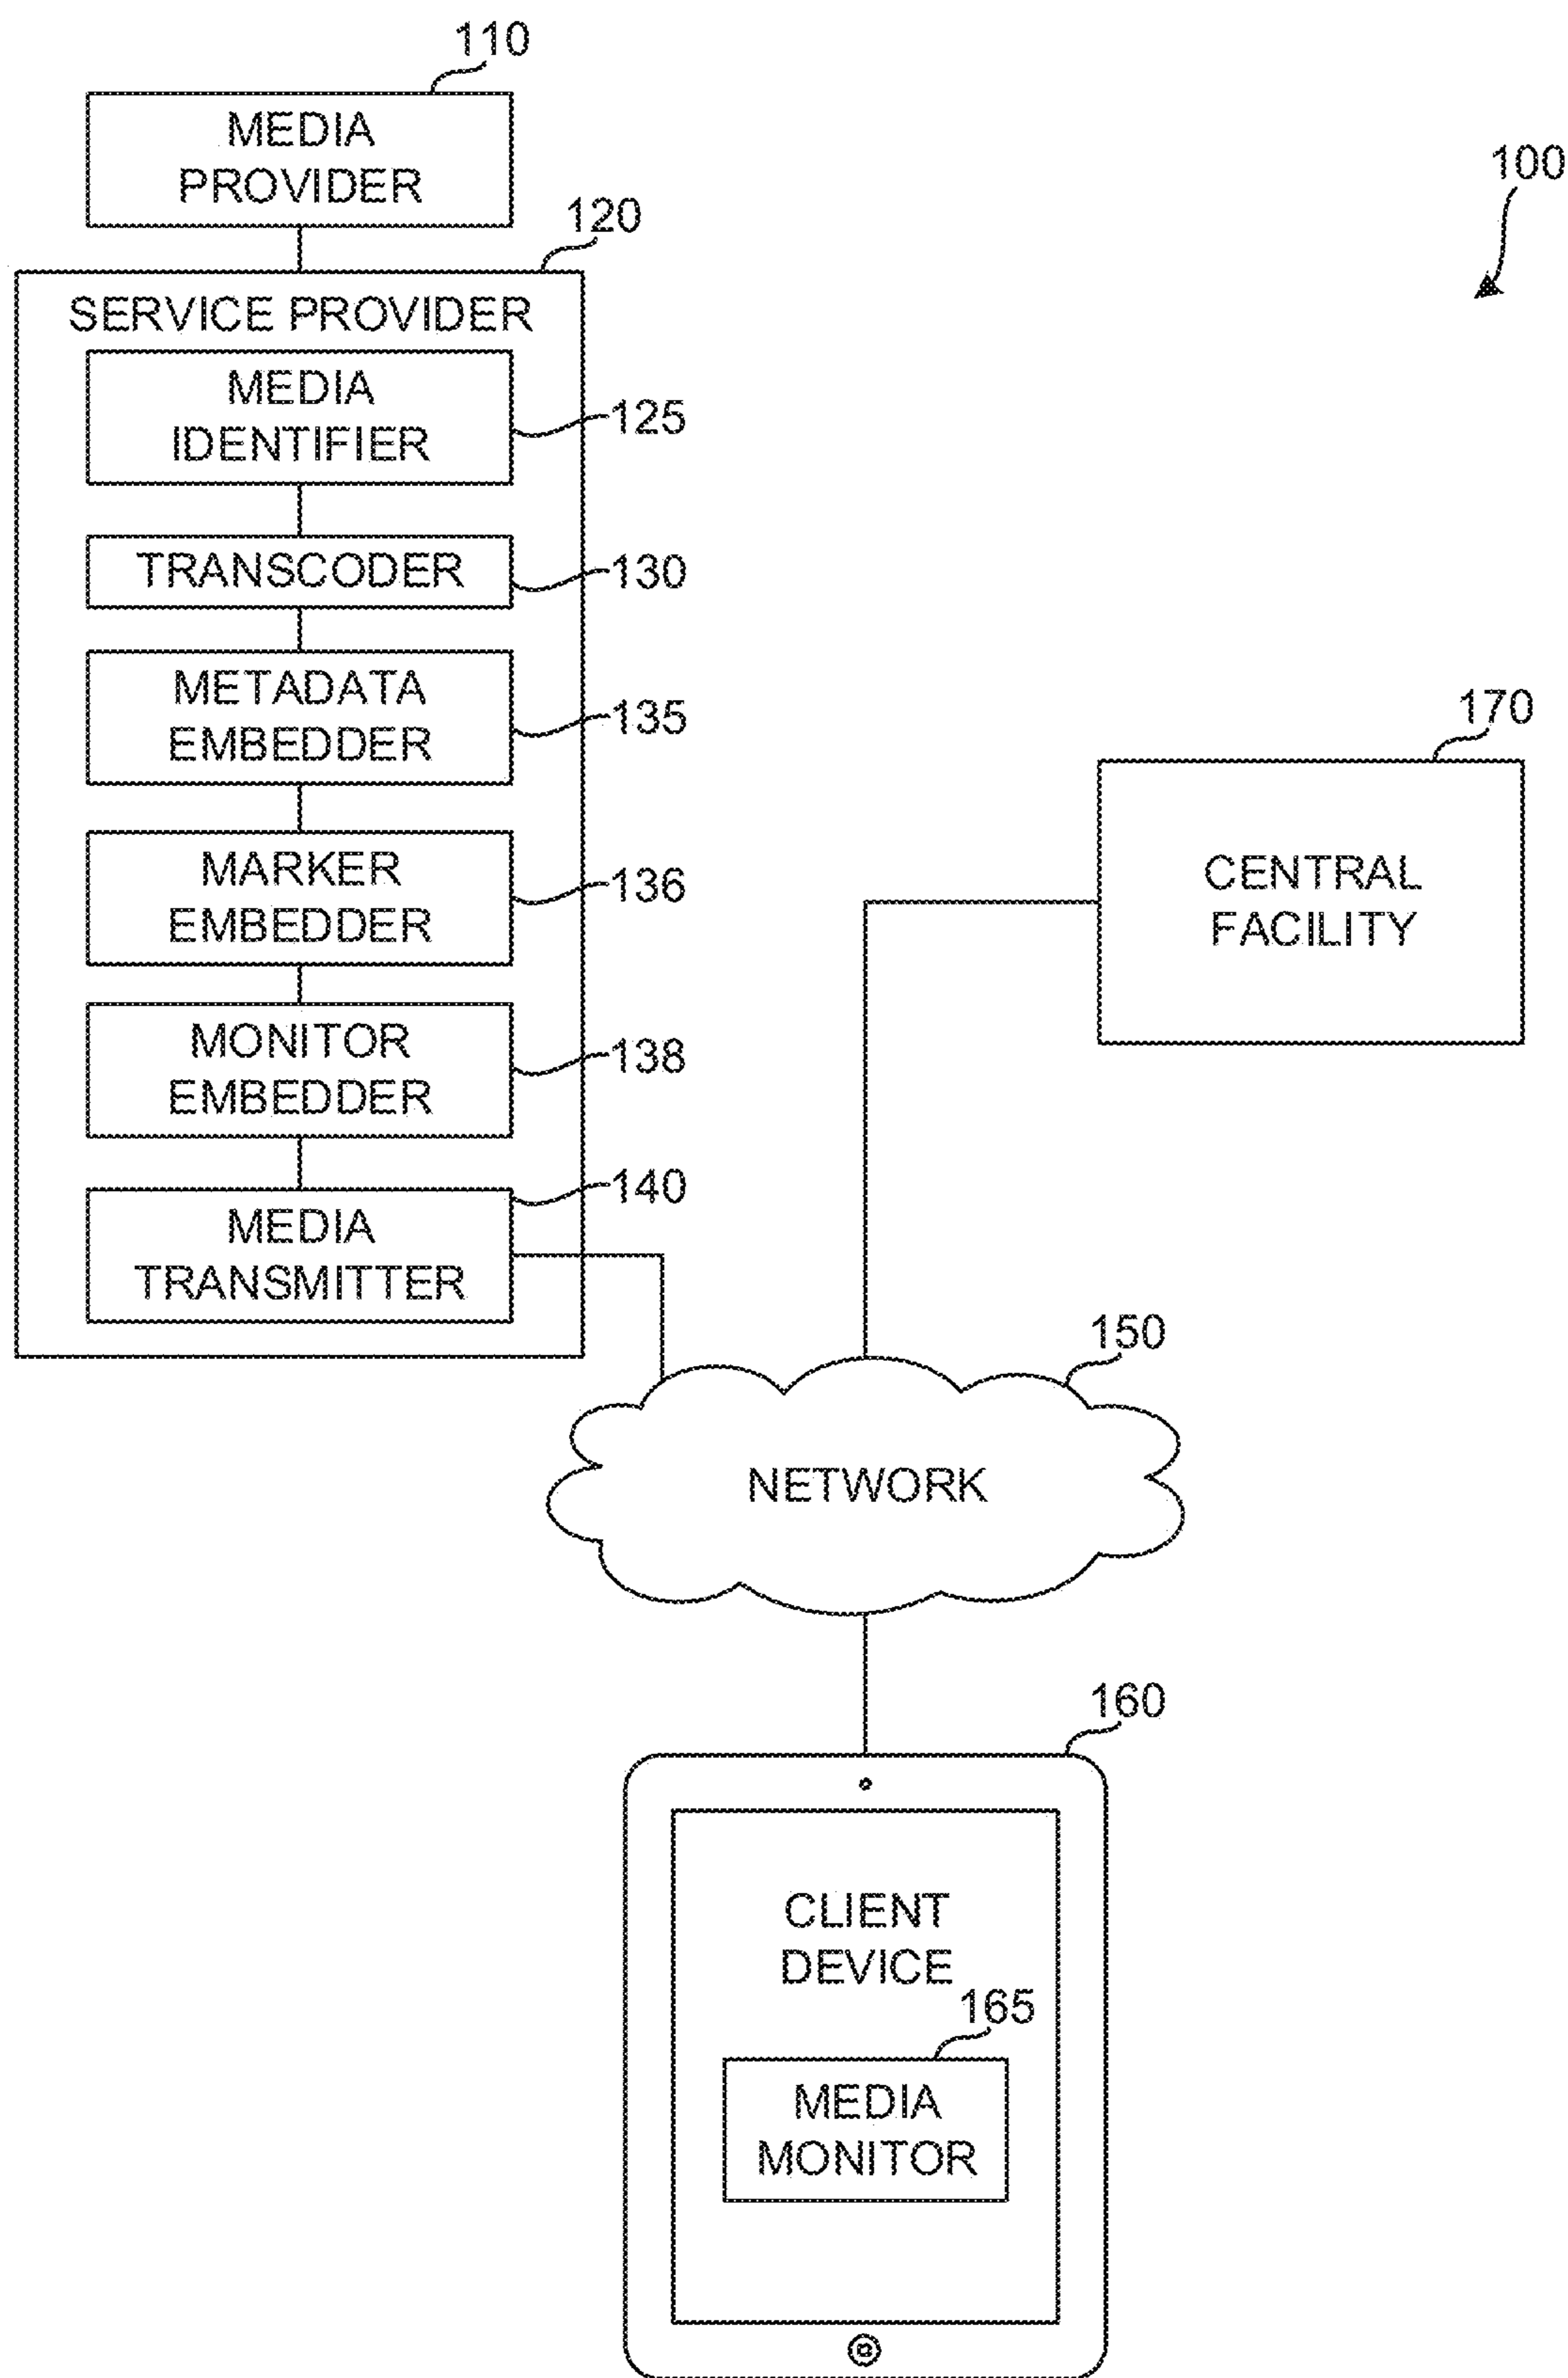 110
MEDIA
PROVIDER
100
120
SERVICE PROVIDER
MEDIA
IDENTIFIER
125
TRANSCODER
130
METADATA
EMBEDDER
135
170
MARKER
EMBEDDER
136
CENTRAL
FACILITY
MONITOR
EMBEDDER
138
MEDIA
TRANSMITTER
140
150
NETWORK
160
CLIENT
DEVICE
165
MEDIA
MONITOR